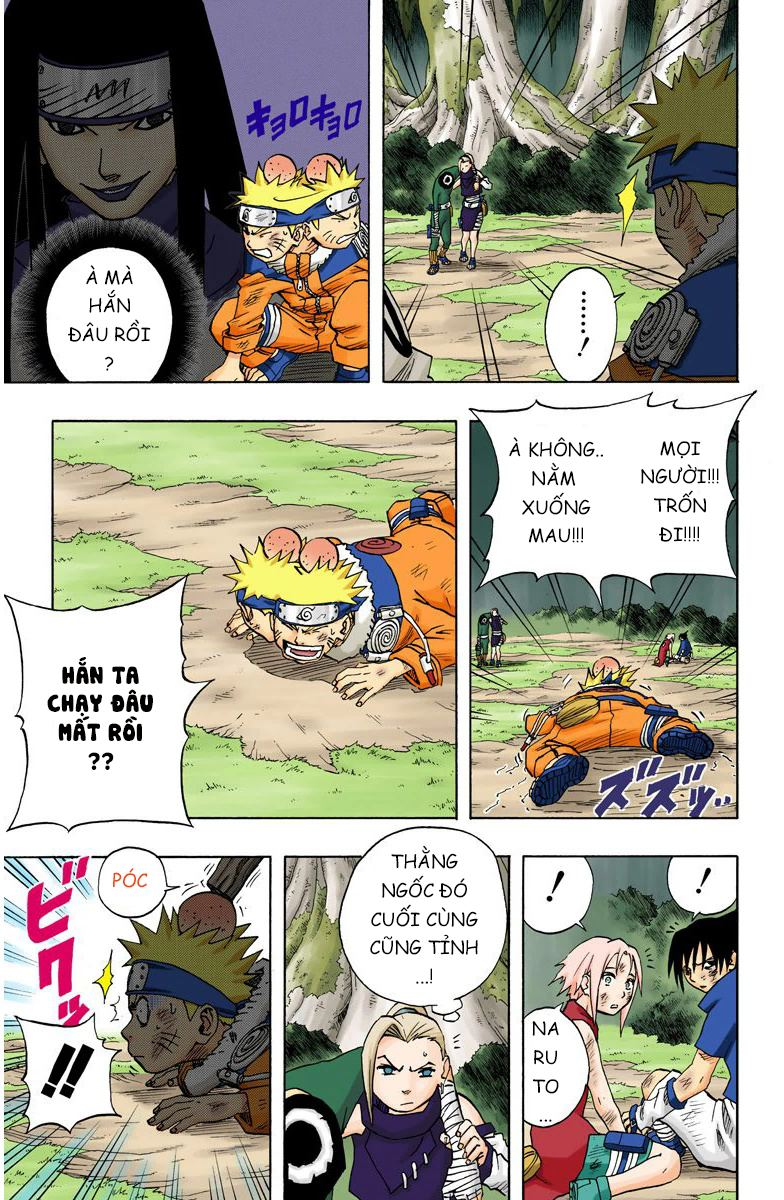 .......!
À MÀ
HẮN
ĐÂU RỒI
?
キョロキョロ
MỌI
NGƯỜI!!!
TRỐN
ĐI!!!!
À KHÔNG..
NẰM
XUỐNG
MAU!!!
ズズッ..
HẮN TA
CHẠY ĐÂU
MẤT RỒI
??
!
!
NA
RU
TO
...
THẰNG
NGỐC ĐÓ
CUỐI CÙNG
CŨNG TỈNH
...!
PÓC
ビクッ
!!